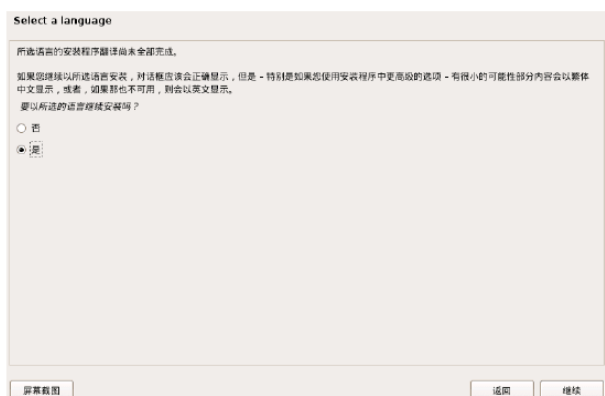 Select a language
所选语言的安装程序翻译尚未全部完成。
如果您继续以所选语言安装，对话框应该会正确显示，但是 - 特别是如果您使用安装程序中更高级的选项 - 有很小的可能性部分内容会以繁体
中文显示，或者，如果那也不可用，则会以英文显示。
要以所选的语言继续安装吗？
否
是
屏幕截图
返回
继续